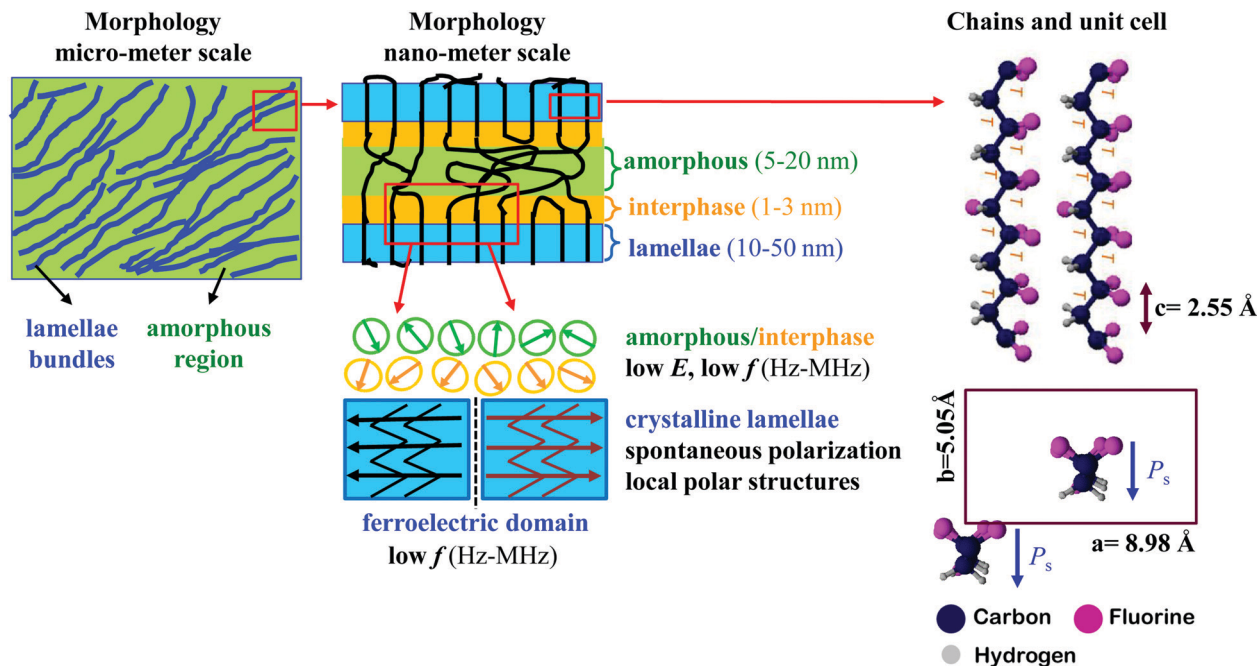 Morphology
micro-meter scale
lamellae
bundles
amorphous
region
Morphology
nano-meter scale
amorphous (5-20 nm)
interphase (1-3 nm)
lamellae (10-50 nm)
amorphous/interphase
low E, low f (Hz-MHz)
crystalline lamellae
spontaneous polarization
local polar structures
ferroelectric domain
low f (Hz-MHz)
Chains and unit cell
T T
T T
T T
T T
T T
T T
T T
T T
c= 2.55 Å
b=5.05Å
Ps
a= 8.98 Å
Ps
Carbon Fluorine
Hydrogen